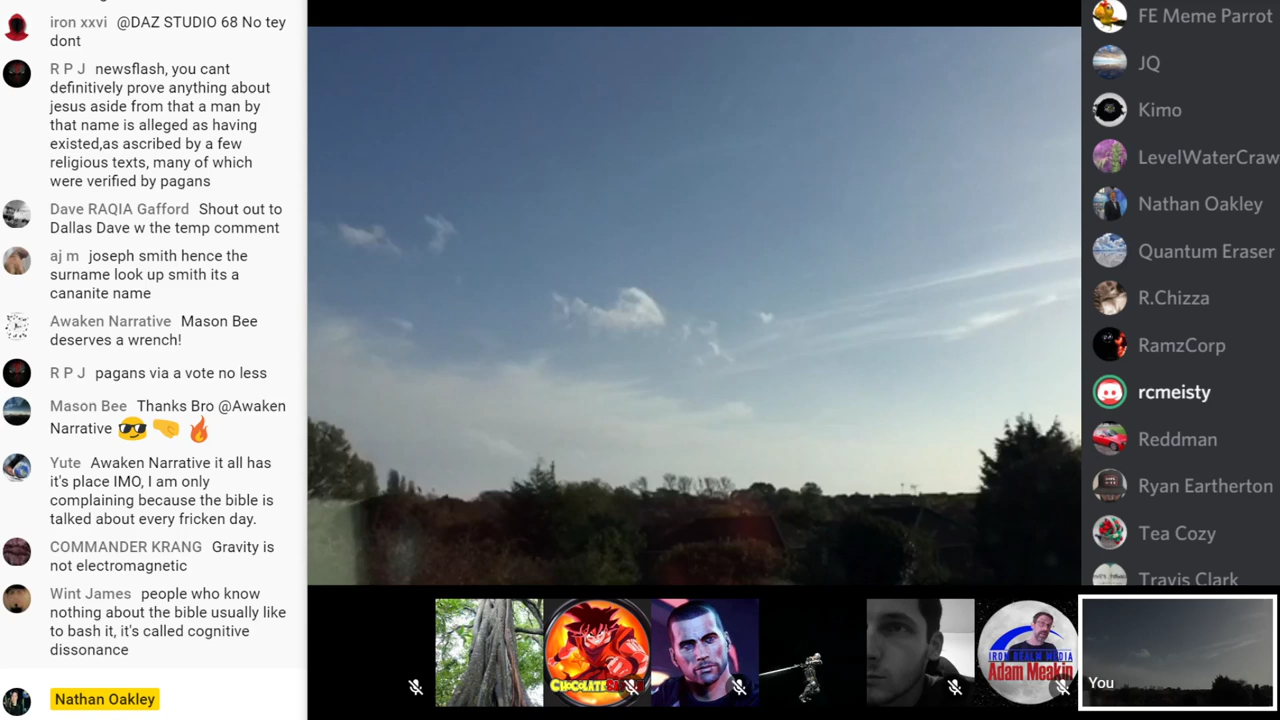 iron xxvi @DAZ STUDIO 68 No tey
dont
R P J newsflash, you cant
definitively prove anything about
jesus aside from that a man by
that name is alleged as having
existed,as ascribed by a few
religious texts, many of which
were verified by pagans
Dave RAQIA Gafford Shout out to
Dallas Dave w the temp comment
aj m joseph smith hence the
surname look up smith its a
cananite name
Awaken Narrative Mason Bee
deserves a wrench!
R P J pagans via a vote no less
Mason Bee Thanks Bro @Awaken
Narrative 😎🤜🔥
Yute Awaken Narrative it all has
it's place IMO, I am only
complaining because the bible is
talked about every fricken day.
COMMANDER KRANG Gravity is
not electromagnetic
Wint James people who know
nothing about the bible usually like
to bash it, it's called cognitive
dissonance
Nathan Oakley
FE Meme Parrot
JQ
Kimo
LevelWaterCraw
Nathan Oakley
Quantum Eraser
R.Chizza
RamzCorp
rcmeisty
Reddman
Ryan Eartherton
Tea Cozy
Travis Clark
IRON REALM MEDIA
Adam Meakin
You